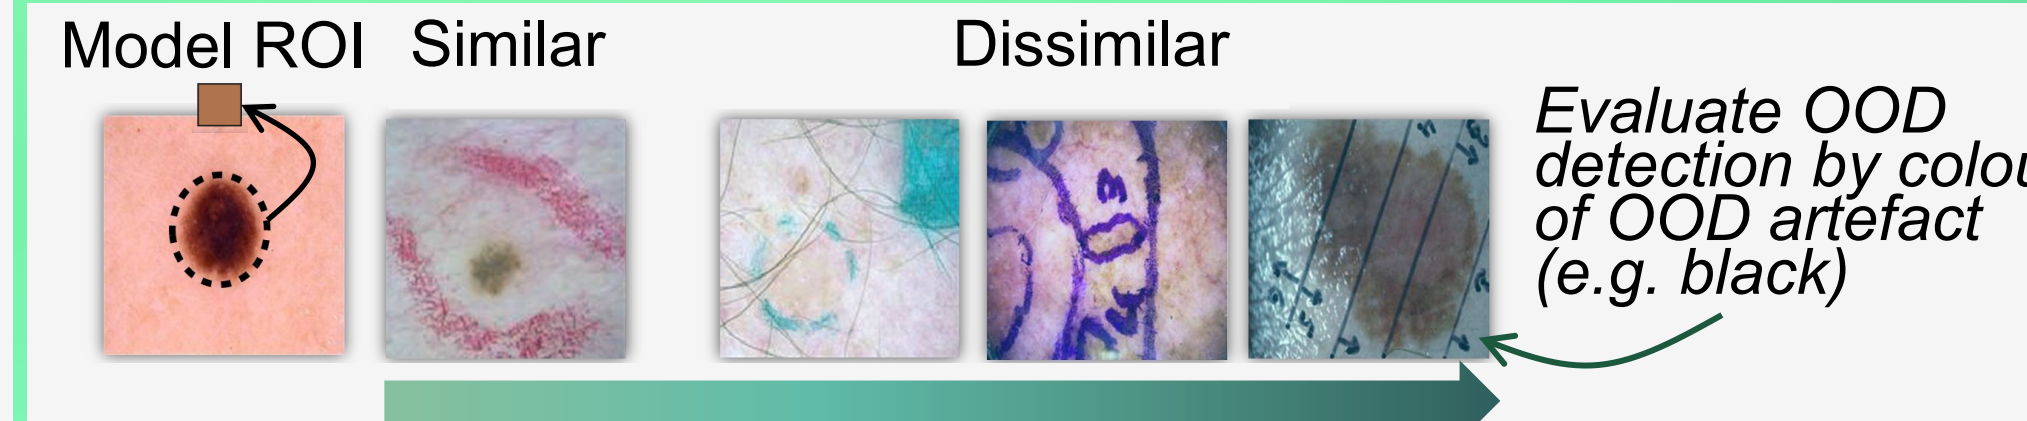 Model ROI
Similar
Dissimilar
Evaluate OOD
detection by colou
of OOD artefact
(e.g. black)